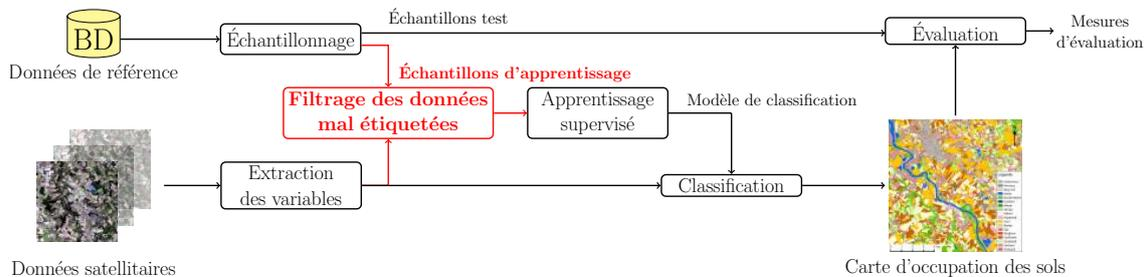 Échantillons test
BD
Échantillonnage
Évaluation
Mesures
d'évaluation
Données de référence
Échantillons d'apprentissage
Filtrage des données
mal étiquetées
Apprentissage
supervisé
Modèle de classification
Extraction
des variables
Classification
Données satellitaires
Carte d'occupation des sols